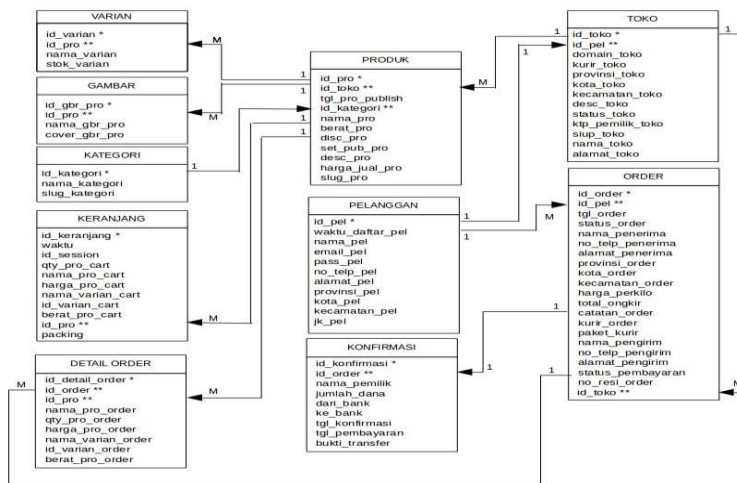 VARIAN
id_varian *
id_pro **
nama_varian
stok_varian
GAMBAR
id_gbr_pro *
id_pro **
nama_gbr_pro
cover_gbr_pro
KATEGORI
id_kategori *
nama_kategori
slug_kategori
KERANJANG
id_keranjang *
waktu
id_session
qty_pro_cart
nama_pro_cart
harga_pro_cart
nama_varian_cart
id_varian_cart
berat_pro_cart
id_pro **
packing
DETAIL ORDER
id_detail_order *
id_order **
id_pro **
nama_pro_order
qty_pro_order
harga_pro_order
nama_varian_order
id_varian_order
berat_pro_order
PRODUK
id_pro *
id_toko **
tgl_pro_publish
id_kategori **
nama_pro
berat_pro
disc_pro
set_pub_pro
desc_pro
harga_jual_pro
slug_pro
PELANGGAN
id_pel *
waktu_daftar_pel
nama_pel
email_pel
pass_pel
no_telp_pel
alamat_pel
provinsi_pel
kota_pel
kecamatan_pel
jk_pel
KONFIRMASI
id_konfirmasi *
id_order **
nama_pemilik
jumlah_dana
dari_bank
ke_bank
tgl_konfirmasi
tgl_pembayaran
bukti_transfer
TOKO
id_toko *
id_pel **
domain_toko
kurir_toko
provinsi_toko
kota_toko
kecamatan_toko
desc_toko
status_toko
ktp_pemilik_toko
siup_toko
nama_toko
alamat_toko
ORDER
id_order *
id_pel **
tgl_order
status_order
nama_penerima
no_telp_penerima
alamat_penerima
provinsi_order
kota_order
kecamatan_order
harga_perkilo
total_ongkir
catatan_order
kurir_order
paket_kurir
nama_pengirim
no_telp_pengirim
alamat_pengirim
status_pembayaran
no_resi_order
id_toko **
M
1
M
1
1
1
M
1
M
M
1
M
1
1
1
1
M
1
1
1
1
M